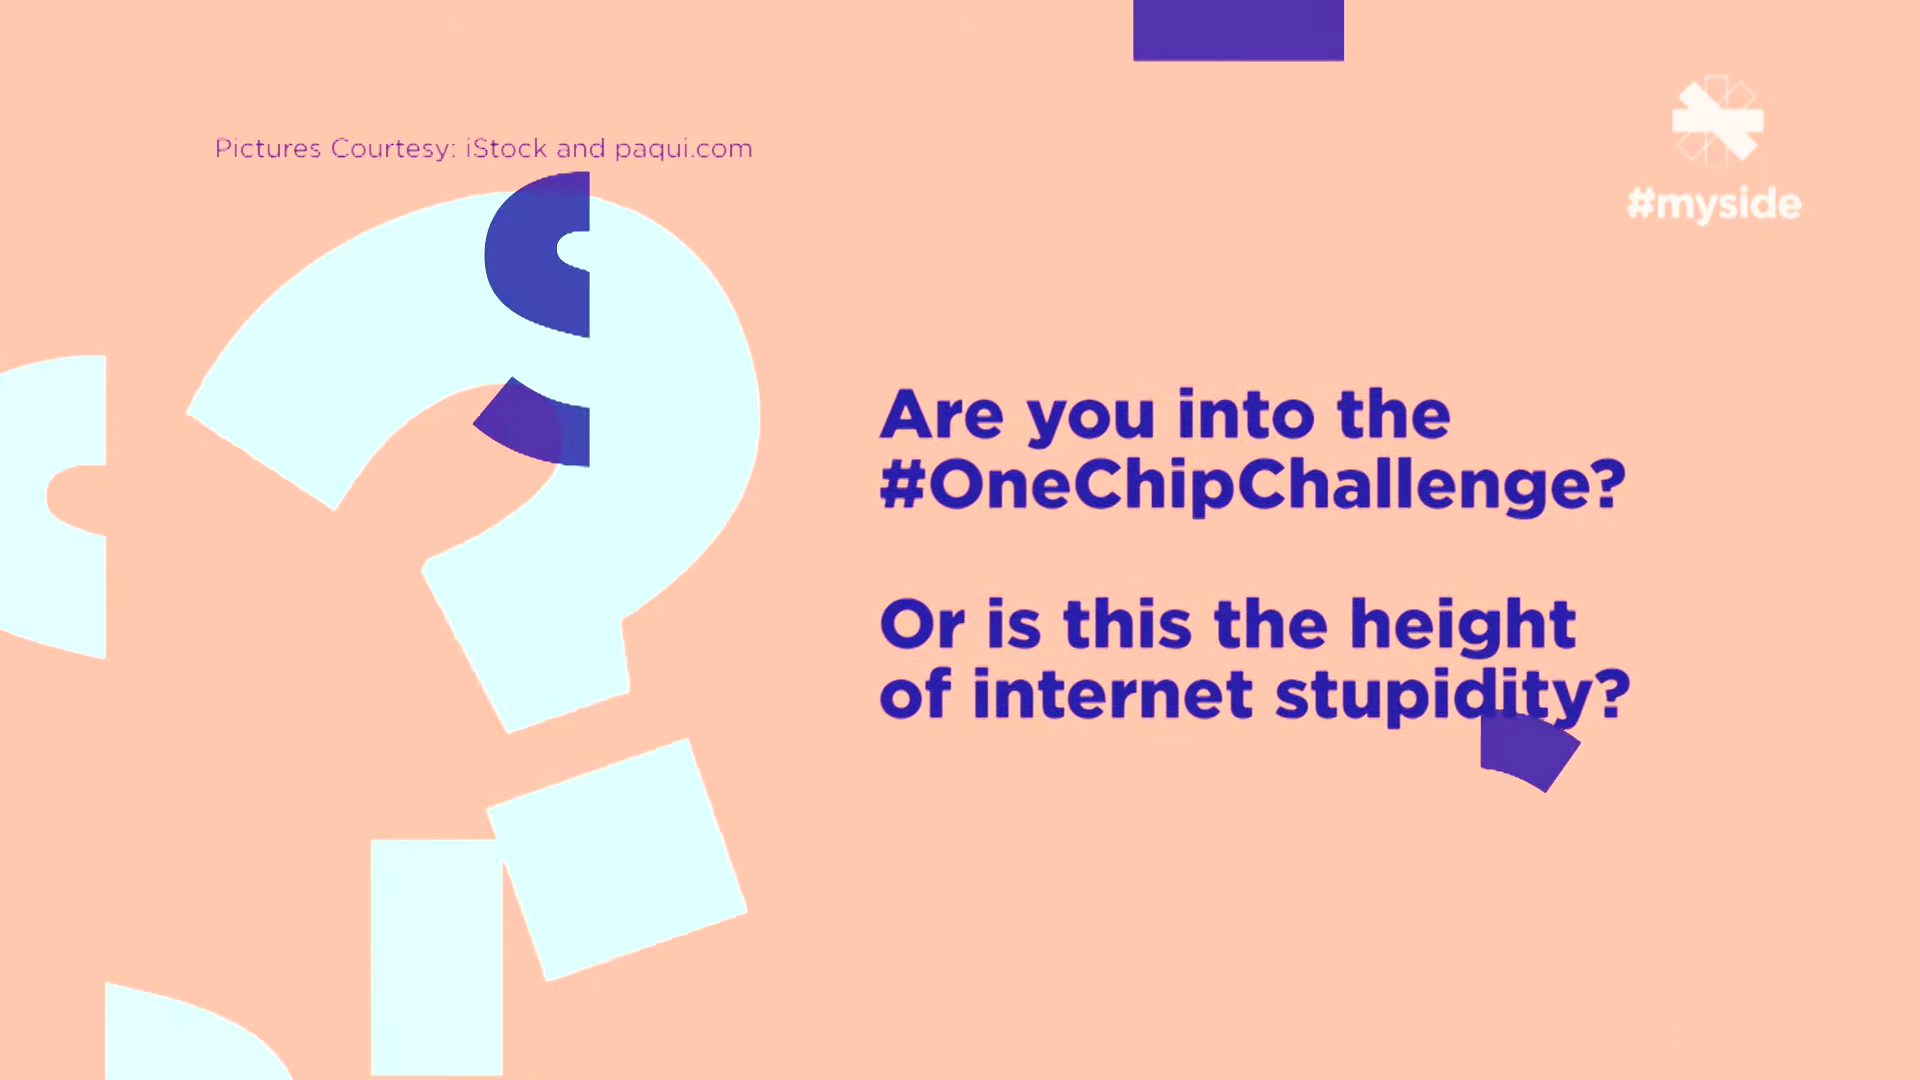 Pictures Courtesy: iStock and paqui.com
#myside
Are you into the
#OneChipChallenge?
Or is this the height
of internet stupidity?